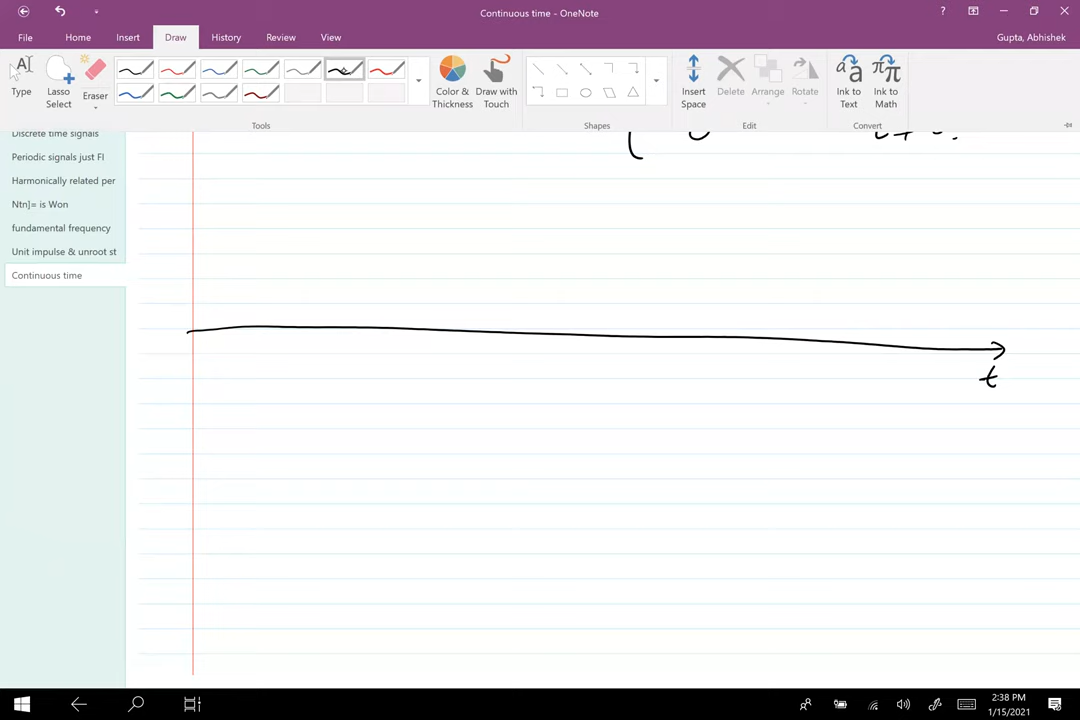 Continuous time - OneNote
File Home Insert Draw History Review View Gupta, Abhishek
Type Lasso Select Eraser Color & Thickness Draw with Touch Insert Space Delete Arrange Rotate Ink to Text Ink to Math
Tools Shapes Edit Convert
Discrete time signals
Periodic signals just FI
Harmonically related per
Ntn]= is Won
fundamental frequency
Unit impulse & unroot st
Continuous time
t
2:38 PM
1/15/2021